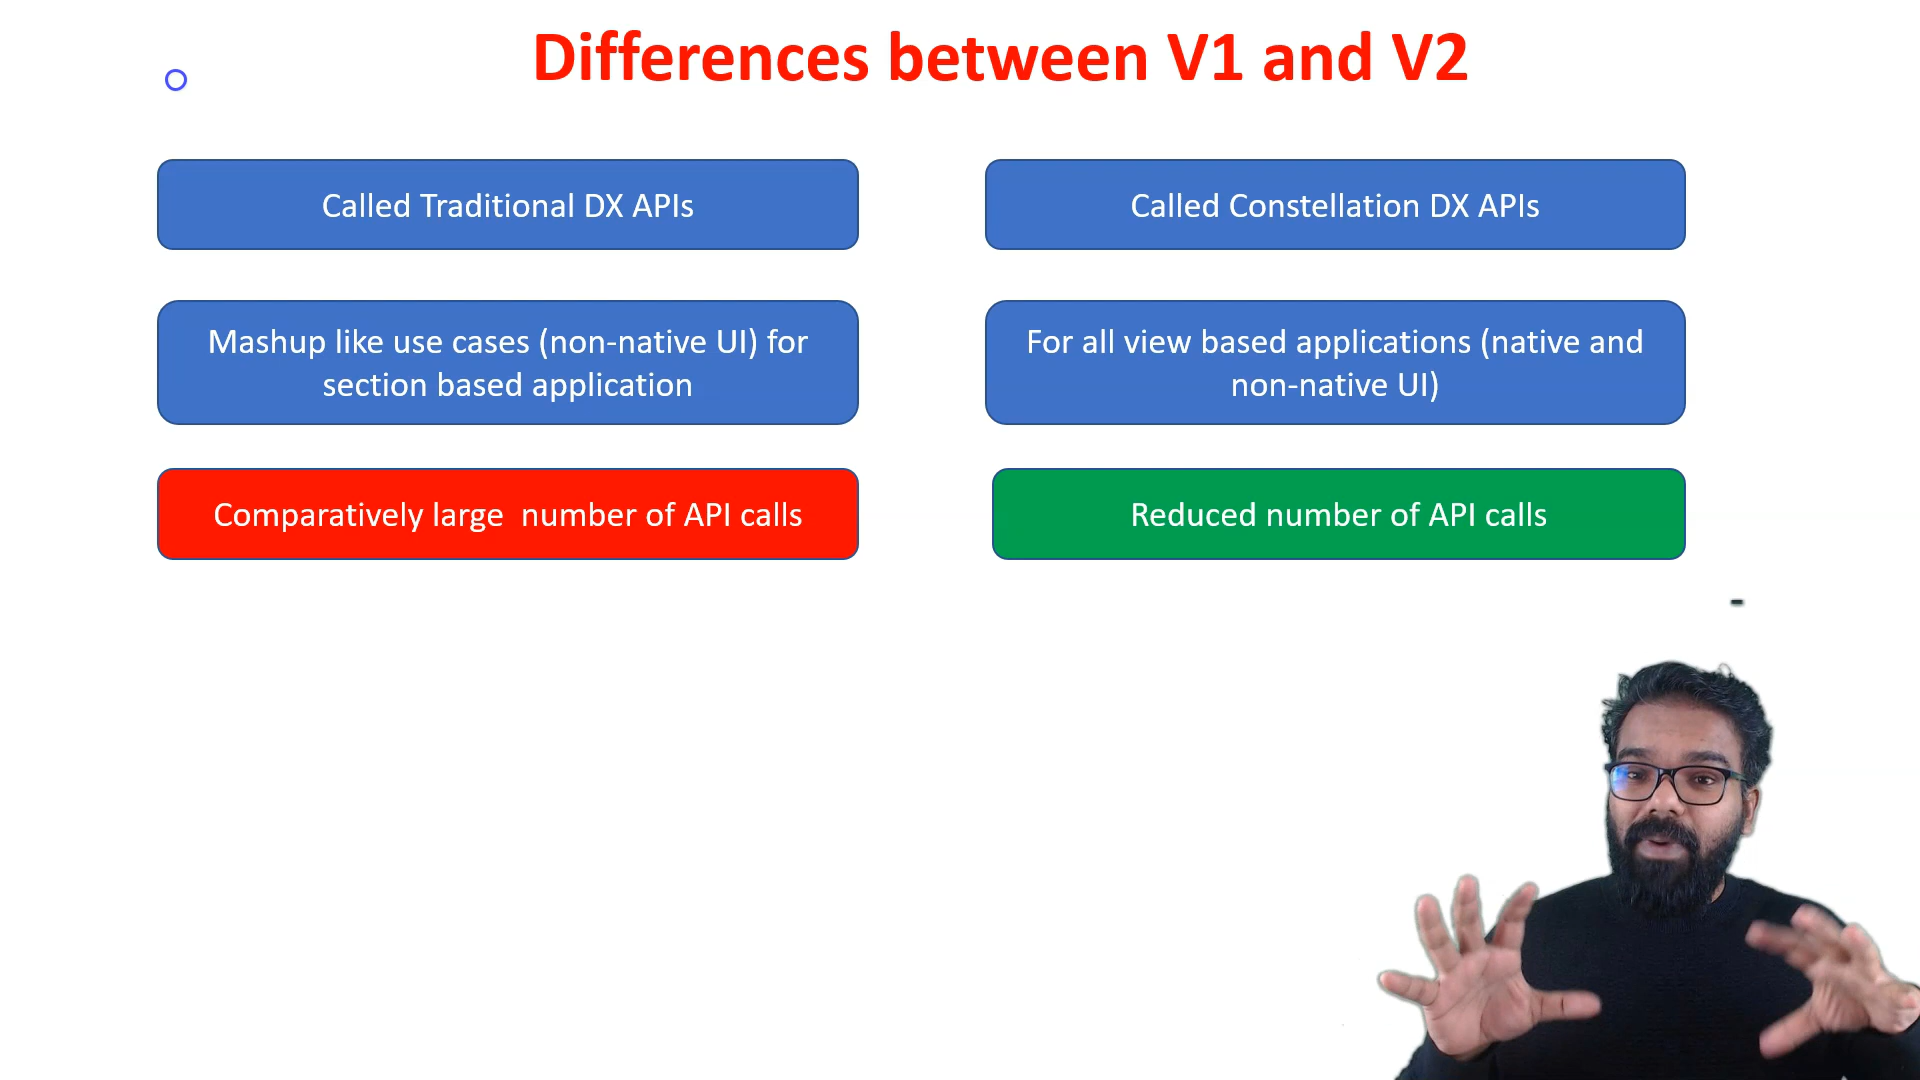 Differences between V1 and V2
Called Traditional DX APIs
Called Constellation DX APIs
Mashup like use cases (non-native UI) for
section based application
For all view based applications (native and
non-native UI)
Comparatively large  number of API calls
Reduced number of API calls